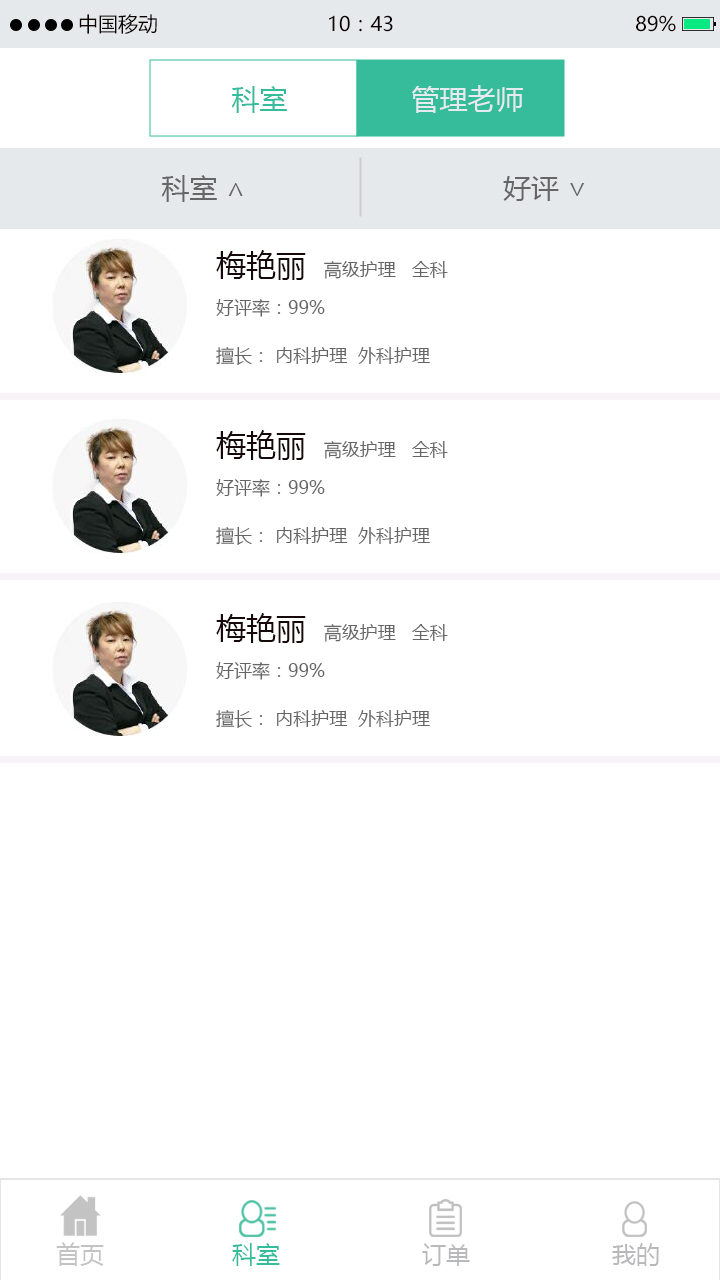 中国移动 10：43 89%
科室 管理老师
科室 ∧ 好评 ∨
梅艳丽 高级护理 全科
好评率：99%
擅长： 内科护理 外科护理
梅艳丽 高级护理 全科
好评率：99%
擅长： 内科护理 外科护理
梅艳丽 高级护理 全科
好评率：99%
擅长： 内科护理 外科护理
首页 科室 订单 我的